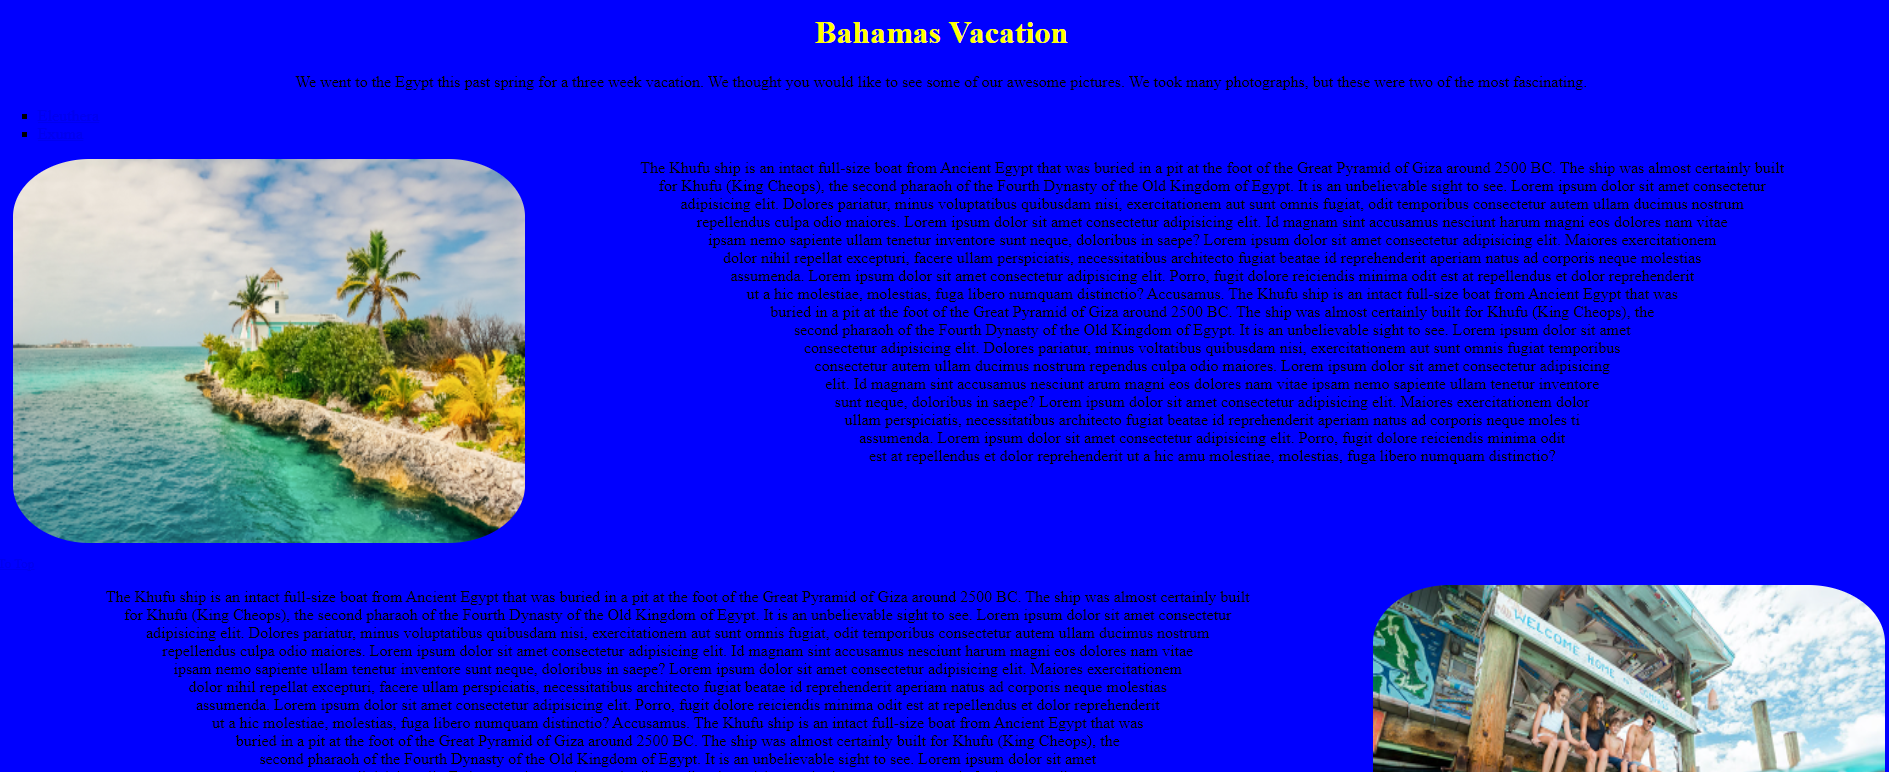 Bahamas Vacation
We went to the Egypt this past spring for a three week vacation. We thought you would like to see some of our awesome pictures. We took many photographs, but these were two of the most fascinating.
The Khufu ship is an intact full-size boat from Ancient Egypt that was buried in a pit at the foot of the Great Pyramid of Giza around 2500 BC. The ship was almost certainly built
for Khufu (King Cheops), the second pharaoh of the Fourth Dynasty of the Old Kingdom of Egypt. It is an unbelievable sight to see. Lorem ipsum dolor sit amet consectetur
adipisicing elit. Dolores pariatur, minus voluptatibus quibusdam nisi, exercitationem aut sunt omnis fugiat, odit temporibus consectetur autem ullam ducimus nostrum
repellendus culpa odio maiores. Lorem ipsum dolor sit amet consectetur adipisicing elit. Id magnam sint accusamus nesciunt harum magni eos dolores nam vitae
ipsam nemo sapiente ullam tenetur inventore sunt neque, doloribus in saepe? Lorem ipsum dolor sit amet consectetur adipisicing elit. Maiores exercitationem
dolor nihil repellat excepturi, facere ullam perspiciatis, necessitatibus architecto fugiat beatae id reprehenderit aperiam natus ad corporis neque molestias
assumenda. Lorem ipsum dolor sit amet consectetur adipisicing elit. Porro, fugit dolore reiciendis minima odit est at repellendus et dolor reprehenderit
ut a hic molestiae, molestias, fuga libero numquam distinctio? Accusamus. The Khufu ship is an intact full-size boat from Ancient Egypt that was
buried in a pit at the foot of the Great Pyramid of Giza around 2500 BC. The ship was almost certainly built for Khufu (King Cheops), the
second pharaoh of the Fourth Dynasty of the Old Kingdom of Egypt. It is an unbelievable sight to see. Lorem ipsum dolor sit amet
consectetur adipisicing elit. Dolores pariatur, minus voltatibus quibusdam nisi, exercitationem aut sunt omnis fugiat temporibus
consectetur autem ullam ducimus nostrum rependus culpa odio maiores. Lorem ipsum dolor sit amet consectetur adipisicing
elit. Id magnam sint accusamus nesciunt arum magni eos dolores nam vitae ipsam nemo sapiente ullam tenetur inventore
sunt neque, doloribus in saepe? Lorem ipsum dolor sit amet consectetur adipisicing elit. Maiores exercitationem dolor
ullam perspiciatis, necessitatibus architecto fugiat beatae id reprehenderit aperiam natus ad corporis neque moles ti
assumenda. Lorem ipsum dolor sit amet consectetur adipisicing elit. Porro, fugit dolore reiciendis minima odit
est at repellendus et dolor reprehenderit ut a hic amu molestiae, molestias, fuga libero numquam distinctio?
The Khufu ship is an intact full-size boat from Ancient Egypt that was buried in a pit at the foot of the Great Pyramid of Giza around 2500 BC. The ship was almost certainly built
for Khufu (King Cheops), the second pharaoh of the Fourth Dynasty of the Old Kingdom of Egypt. It is an unbelievable sight to see. Lorem ipsum dolor sit amet consectetur
adipisicing elit. Dolores pariatur, minus voluptatibus quibusdam nisi, exercitationem aut sunt omnis fugiat, odit temporibus consectetur autem ullam ducimus nostrum
repellendus culpa odio maiores. Lorem ipsum dolor sit amet consectetur adipisicing elit. Id magnam sint accusamus nesciunt harum magni eos dolores nam vitae
ipsam nemo sapiente ullam tenetur inventore sunt neque, doloribus in saepe? Lorem ipsum dolor sit amet consectetur adipisicing elit. Maiores exercitationem
dolor nihil repellat excepturi, facere ullam perspiciatis, necessitatibus architecto fugiat beatae id reprehenderit aperiam natus ad corporis neque molestias
assumenda. Lorem ipsum dolor sit amet consectetur adipisicing elit. Porro, fugit dolore reiciendis minima odit est at repellendus et dolor reprehenderit
ut a hic molestiae, molestias, fuga libero numquam distinctio? Accusamus. The Khufu ship is an intact full-size boat from Ancient Egypt that was
buried in a pit at the foot of the Great Pyramid of Giza around 2500 BC. The ship was almost certainly built for Khufu (King Cheops), the
second pharaoh of the Fourth Dynasty of the Old Kingdom of Egypt. It is an unbelievable sight to see. Lorem ipsum dolor sit amet
WELCOME HOME